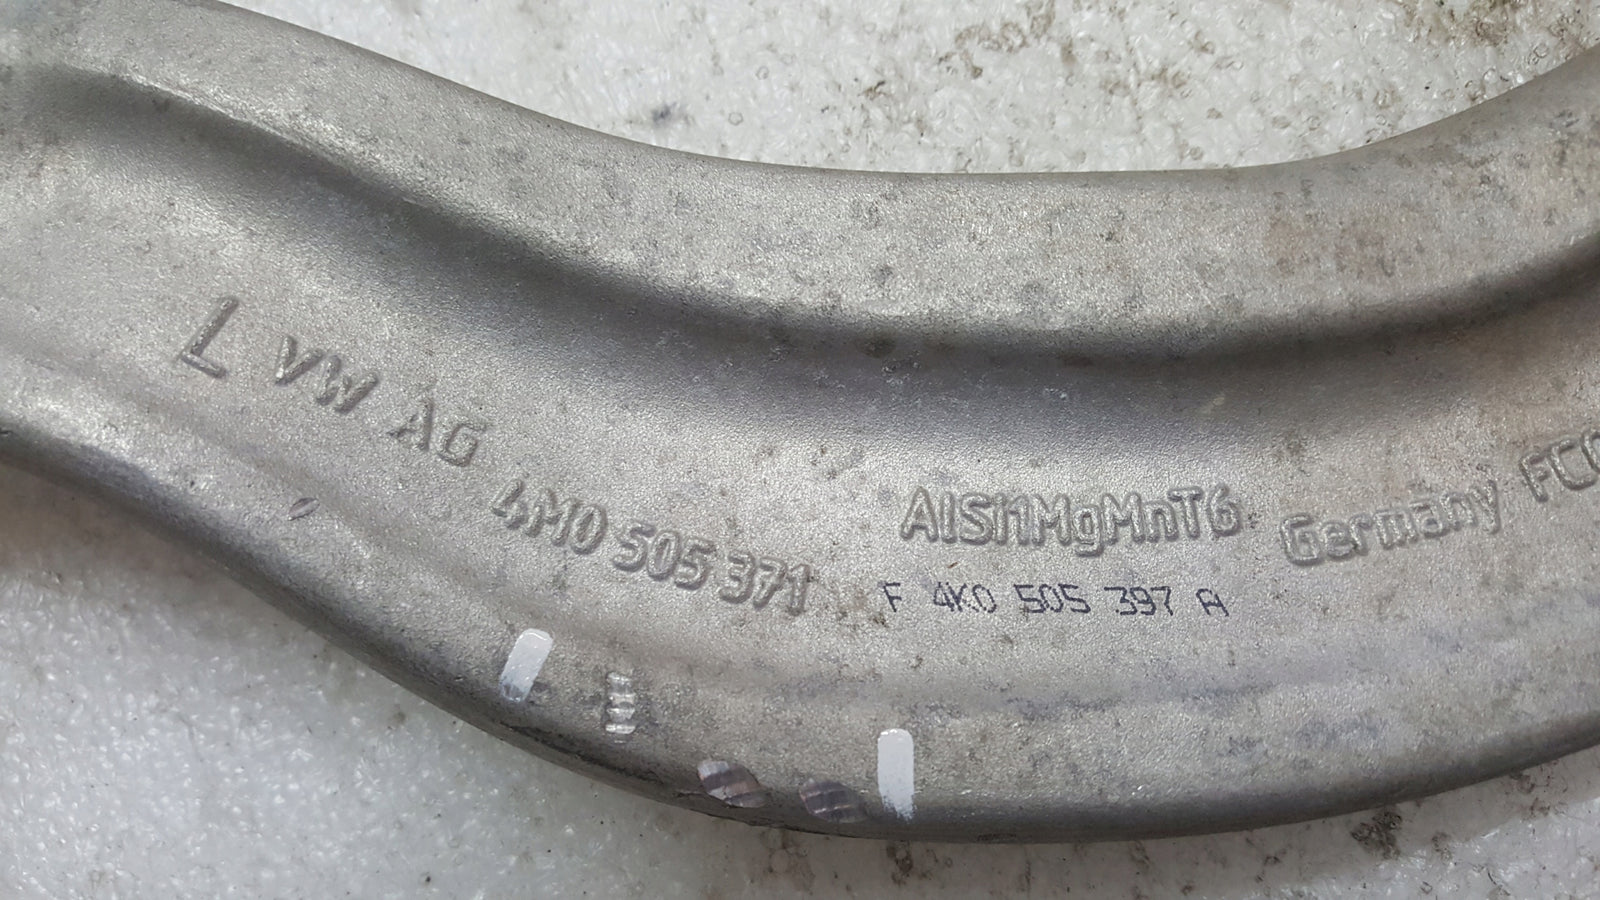 L VW AG 4M0 505 371
AlSi1MgMnT6
Germany
F 4K0 505 397 A